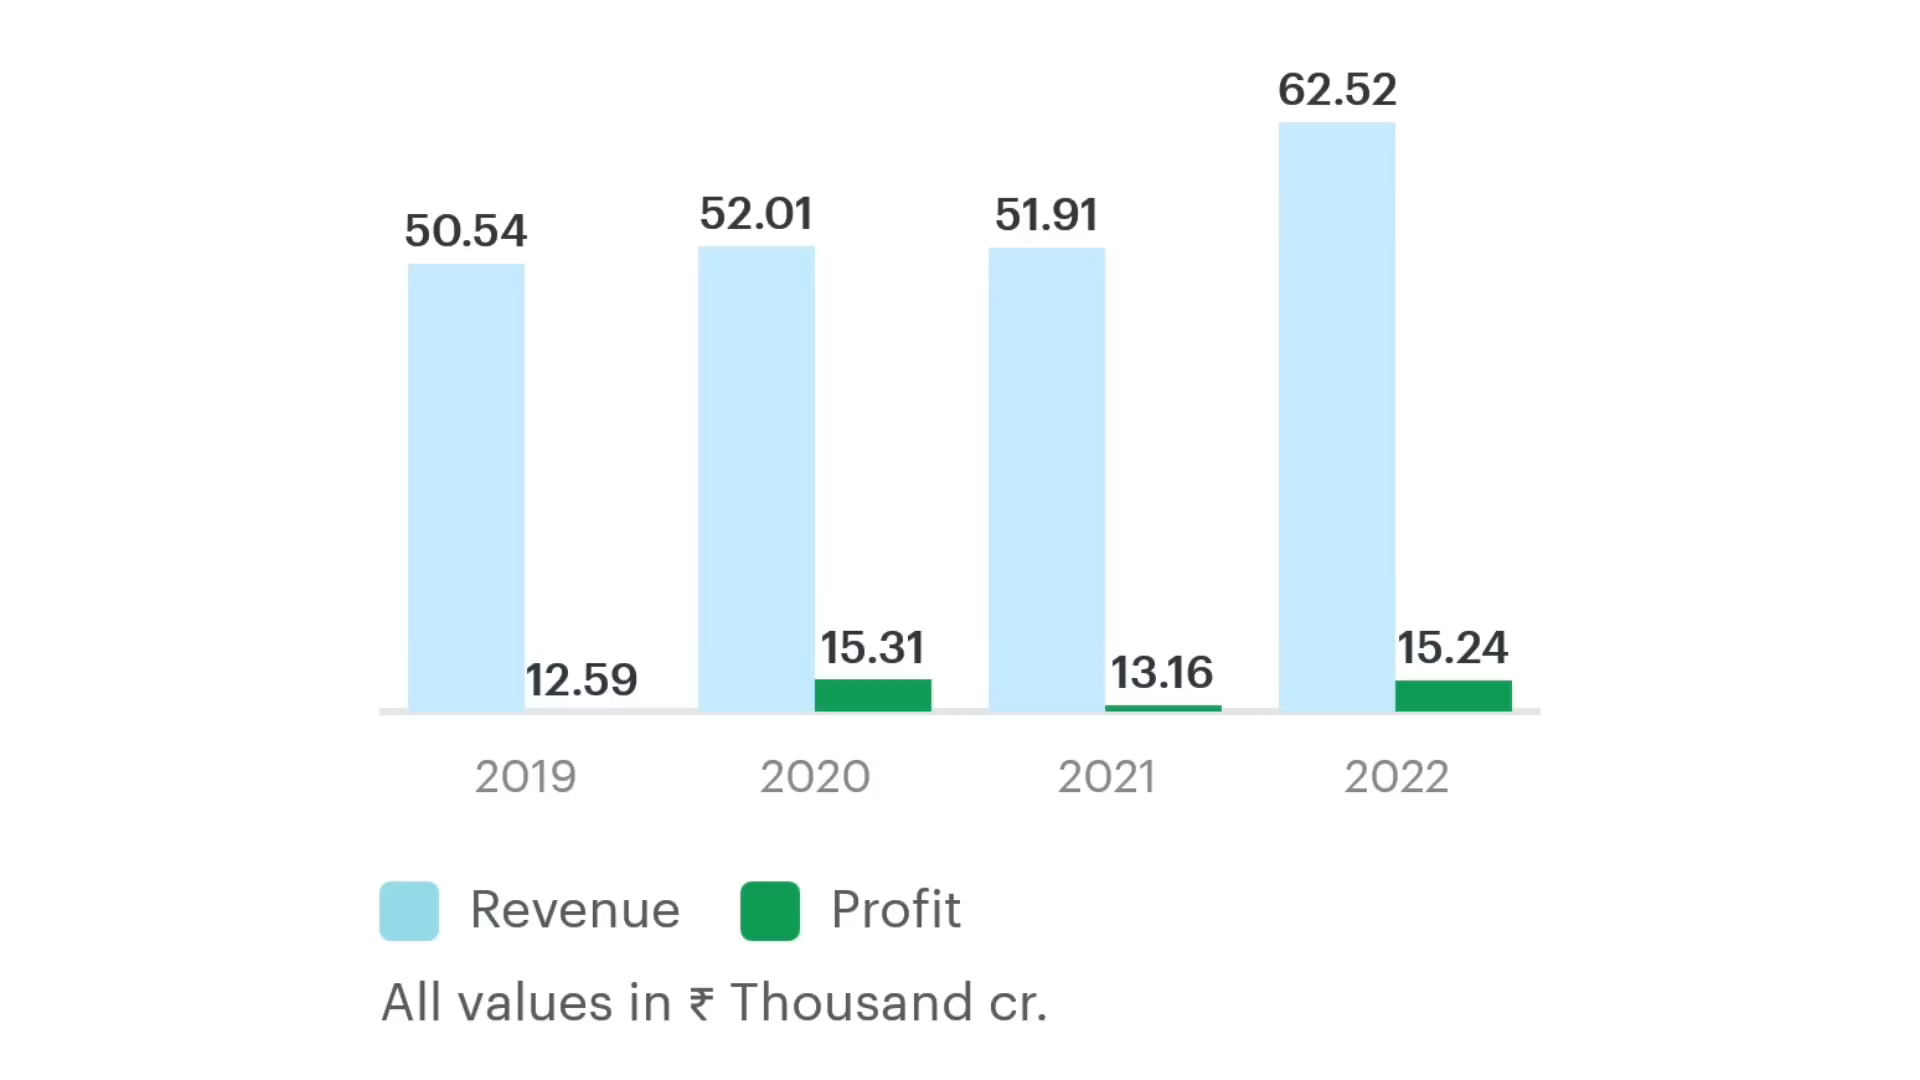 62.52
50.54
52.01
51.91
12.59
15.31
13.16
15.24
2019 2020 2021 2022
Revenue Profit
All values in ₹ Thousand cr.